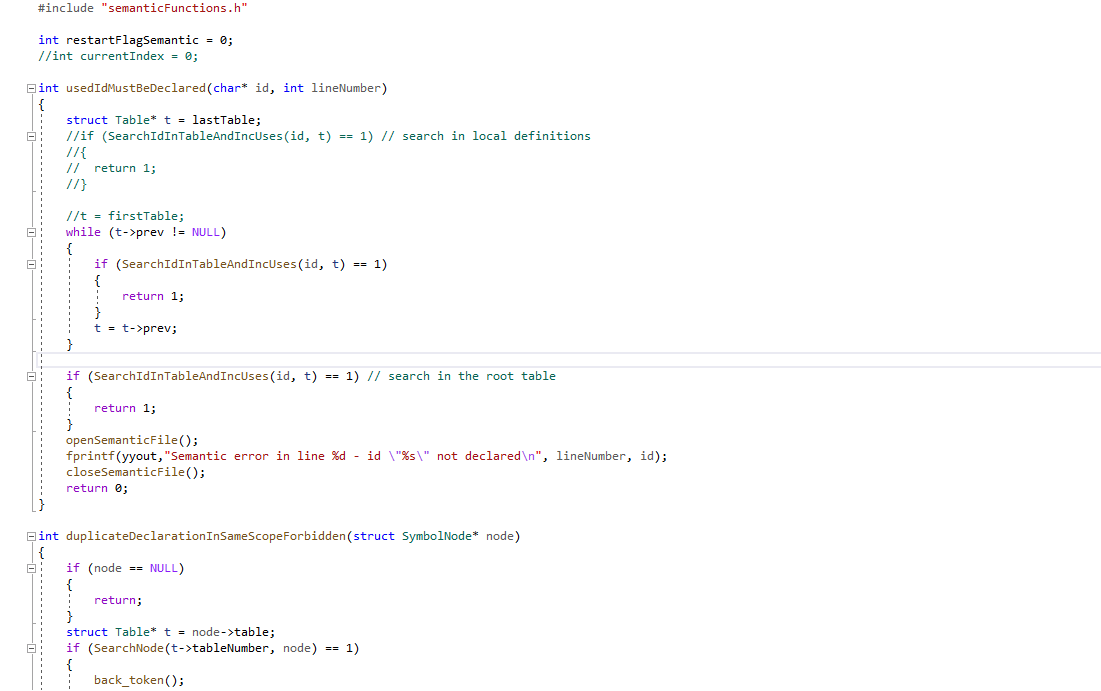 #include "semanticFunctions.h"
int restartFlagSemantic = 0;
//int currentIndex = 0;
int usedIdMustBeDeclared(char* id, int lineNumber)
{
struct Table* t = lastTable;
//if (SearchIdInTableAndIncUses(id, t) == 1) // search in local definitions
//{
//  return 1;
//}
//t = firstTable;
while (t->prev != NULL)
{
if (SearchIdInTableAndIncUses(id, t) == 1)
{
return 1;
}
t = t->prev;
}
if (SearchIdInTableAndIncUses(id, t) == 1) // search in the root table
{
return 1;
}
openSemanticFile();
fprintf(yyout,"Semantic error in line %d - id \"%s\" not declared\n", lineNumber, id);
closeSemanticFile();
return 0;
}
int duplicateDeclarationInSameScopeForbidden(struct SymbolNode* node)
{
if (node == NULL)
{
return;
}
struct Table* t = node->table;
if (SearchNode(t->tableNumber, node) == 1)
{
back_token();